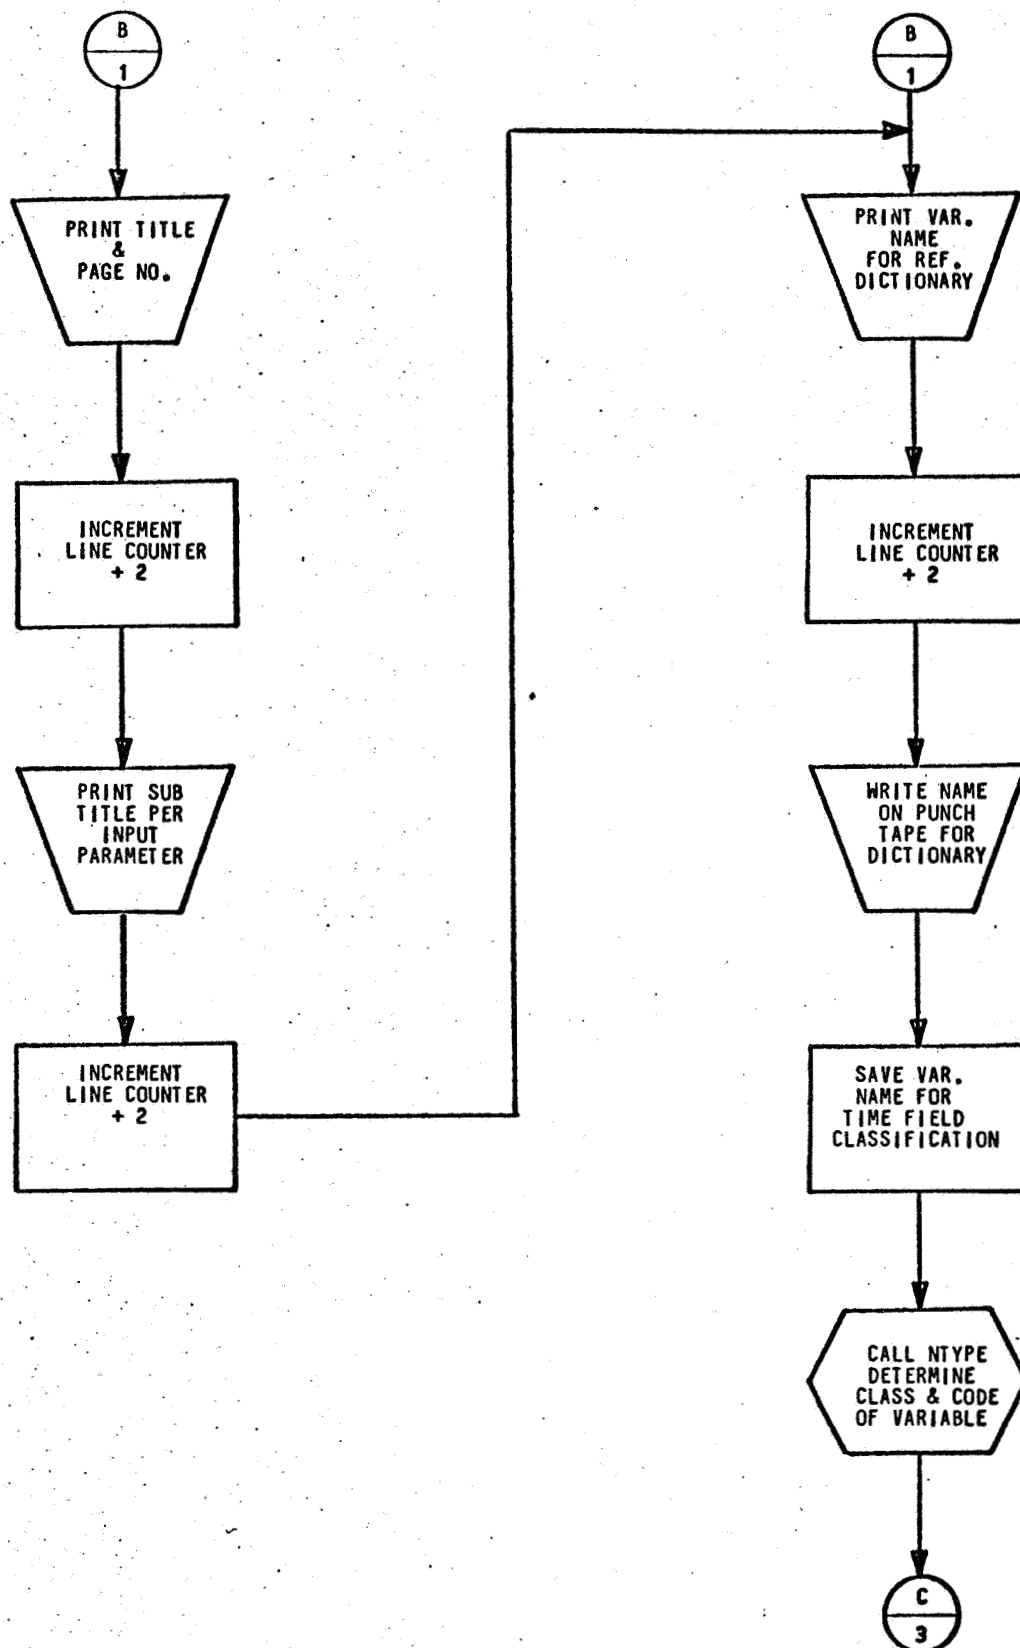 B
1
PRINT TITLE
&
PAGE NO.
INCREMENT
LINE COUNTER
+ 2
PRINT SUB
TITLE PER
INPUT
PARAMETER
INCREMENT
LINE COUNTER
+ 2
B
1
PRINT VAR.
NAME
FOR REF.
DICTIONARY
INCREMENT
LINE COUNTER
+ 2
WRITE NAME
ON PUNCH
TAPE FOR
DICTIONARY
SAVE VAR.
NAME FOR
TIME FIELD
CLASSIFICATION
CALL NTYPE
DETERMINE
CLASS & CODE
OF VARIABLE
C
3